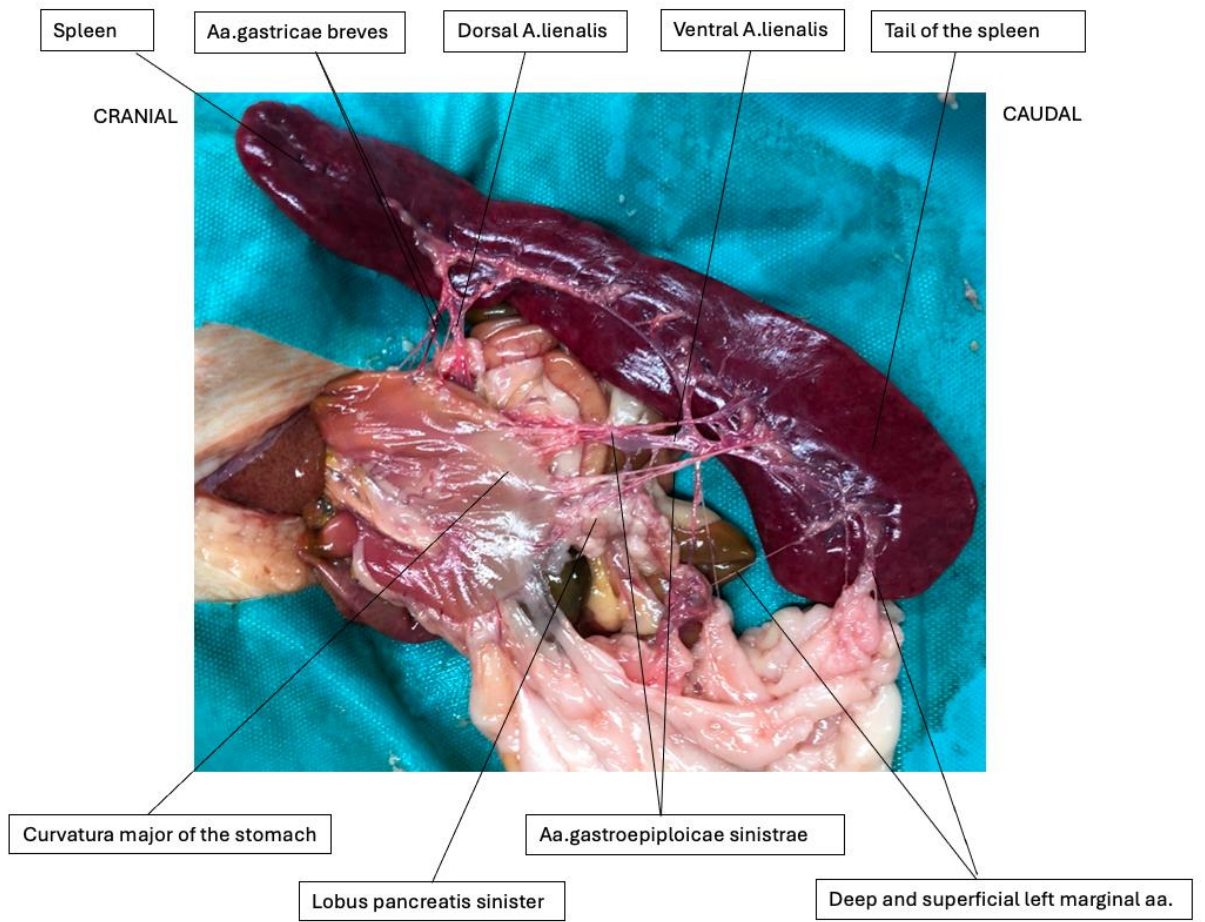 Spleen
Aa.gastricae breves
Dorsal A.lienalis
Ventral A.lienalis
Tail of the spleen
CRANIAL
CAUDAL
Curvatura major of the stomach
Aa.gastroepiploicae sinistrae
Lobus pancreatis sinister
Deep and superficial left marginal aa.